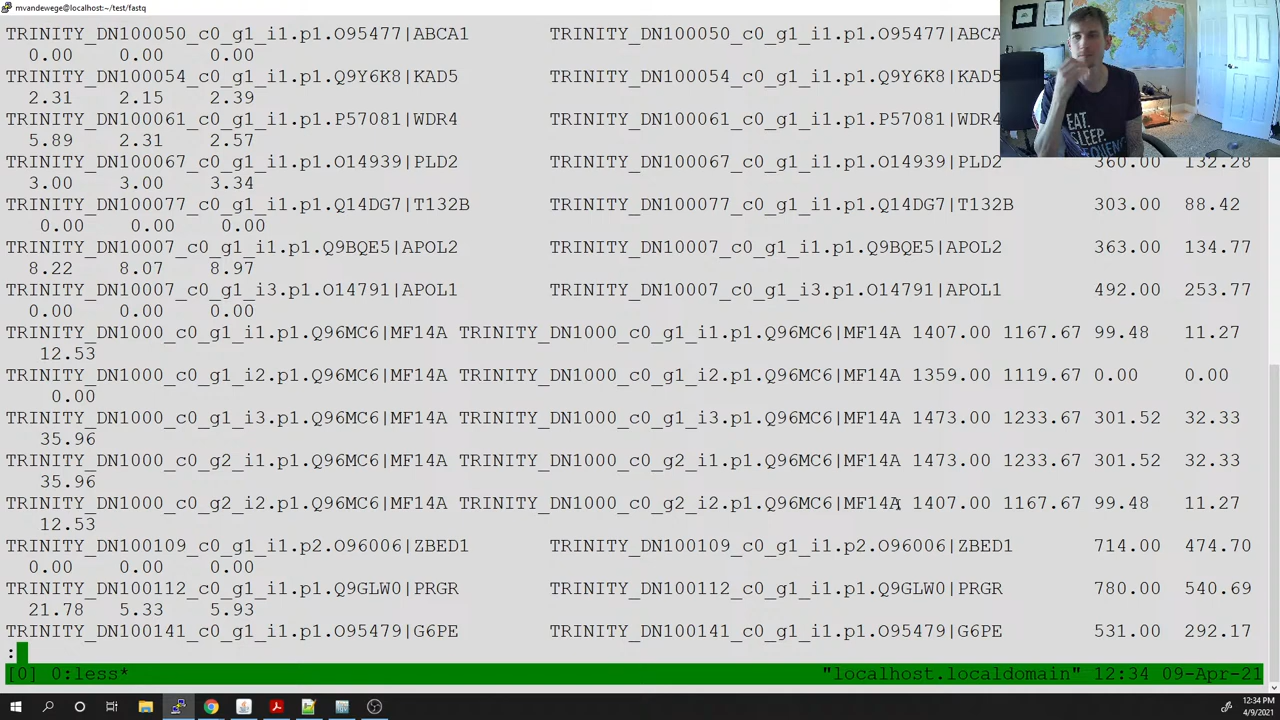 mvandewege@localhost:~/test/fastq
TRINITY_DN100050_c0_g1_i1.p1.O95477|ABCA1 TRINITY_DN100050_c0_g1_i1.p1.O95477|ABCA
0.00 0.00 0.00
TRINITY_DN100054_c0_g1_i1.p1.Q9Y6K8|KAD5 TRINITY_DN100054_c0_g1_i1.p1.Q9Y6K8|KAD5
2.31 2.15 2.39
TRINITY_DN100061_c0_g1_i1.p1.P57081|WDR4 TRINITY_DN100061_c0_g1_i1.p1.P57081|WDR4
5.89 2.31 2.57
TRINITY_DN100067_c0_g1_i1.p1.O14939|PLD2 TRINITY_DN100067_c0_g1_i1.p1.O14939|PLD2 360.00 132.28
3.00 3.00 3.34
TRINITY_DN100077_c0_g1_i1.p1.Q14DG7|T132B TRINITY_DN100077_c0_g1_i1.p1.Q14DG7|T132B 303.00 88.42
0.00 0.00 0.00
TRINITY_DN10007_c0_g1_i1.p1.Q9BQE5|APOL2 TRINITY_DN10007_c0_g1_i1.p1.Q9BQE5|APOL2 363.00 134.77
8.22 8.07 8.97
TRINITY_DN10007_c0_g1_i3.p1.O14791|APOL1 TRINITY_DN10007_c0_g1_i3.p1.O14791|APOL1 492.00 253.77
0.00 0.00 0.00
TRINITY_DN1000_c0_g1_i1.p1.Q96MC6|MF14A TRINITY_DN1000_c0_g1_i1.p1.Q96MC6|MF14A 1407.00 1167.67 99.48 11.27
12.53
TRINITY_DN1000_c0_g1_i2.p1.Q96MC6|MF14A TRINITY_DN1000_c0_g1_i2.p1.Q96MC6|MF14A 1359.00 1119.67 0.00 0.00
0.00
TRINITY_DN1000_c0_g1_i3.p1.Q96MC6|MF14A TRINITY_DN1000_c0_g1_i3.p1.Q96MC6|MF14A 1473.00 1233.67 301.52 32.33
35.96
TRINITY_DN1000_c0_g2_i1.p1.Q96MC6|MF14A TRINITY_DN1000_c0_g2_i1.p1.Q96MC6|MF14A 1473.00 1233.67 301.52 32.33
35.96
TRINITY_DN1000_c0_g2_i2.p1.Q96MC6|MF14A TRINITY_DN1000_c0_g2_i2.p1.Q96MC6|MF14A 1407.00 1167.67 99.48 11.27
12.53
TRINITY_DN100109_c0_g1_i1.p2.O96006|ZBED1 TRINITY_DN100109_c0_g1_i1.p2.O96006|ZBED1 714.00 474.70
0.00 0.00 0.00
TRINITY_DN100112_c0_g1_i1.p1.Q9GLW0|PRGR TRINITY_DN100112_c0_g1_i1.p1.Q9GLW0|PRGR 780.00 540.69
21.78 5.33 5.93
TRINITY_DN100141_c0_g1_i1.p1.O95479|G6PE TRINITY_DN100141_c0_g1_i1.p1.O95479|G6PE 531.00 292.17
:
[0] 0:less* "localhost.localdomain" 12:34 09-Apr-21
EAT.
SLEEP.
12:34 PM
4/9/2021